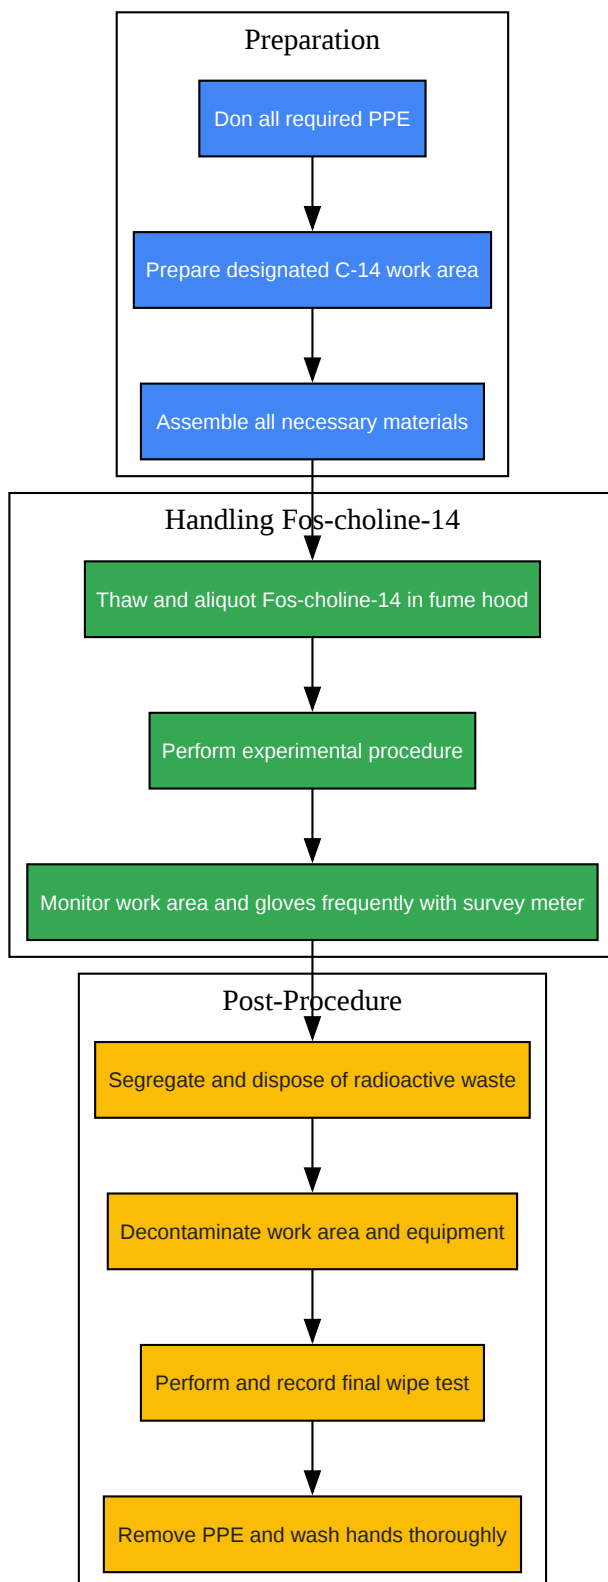 Preparation
Don all required PPE
Prepare designated C-14 work area
Assemble all necessary materials
Handling Fos-choline-14
Thaw and aliquot Fos-choline-14 in fume hood
Perform experimental procedure
Monitor work area and gloves frequently with survey meter
Post-Procedure
Segregate and dispose of radioactive waste
Decontaminate work area and equipment
Perform and record final wipe test
Remove PPE and wash hands thoroughly